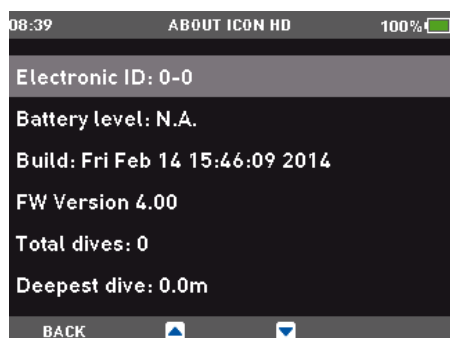 08:39 ABOUT ICON HD 100%
Electronic ID: 0-0
Battery level: N.A.
Build: Fri Feb 14 15:46:09 2014
FW Version 4.00
Total dives: 0
Deepest dive: 0.0m
BACK